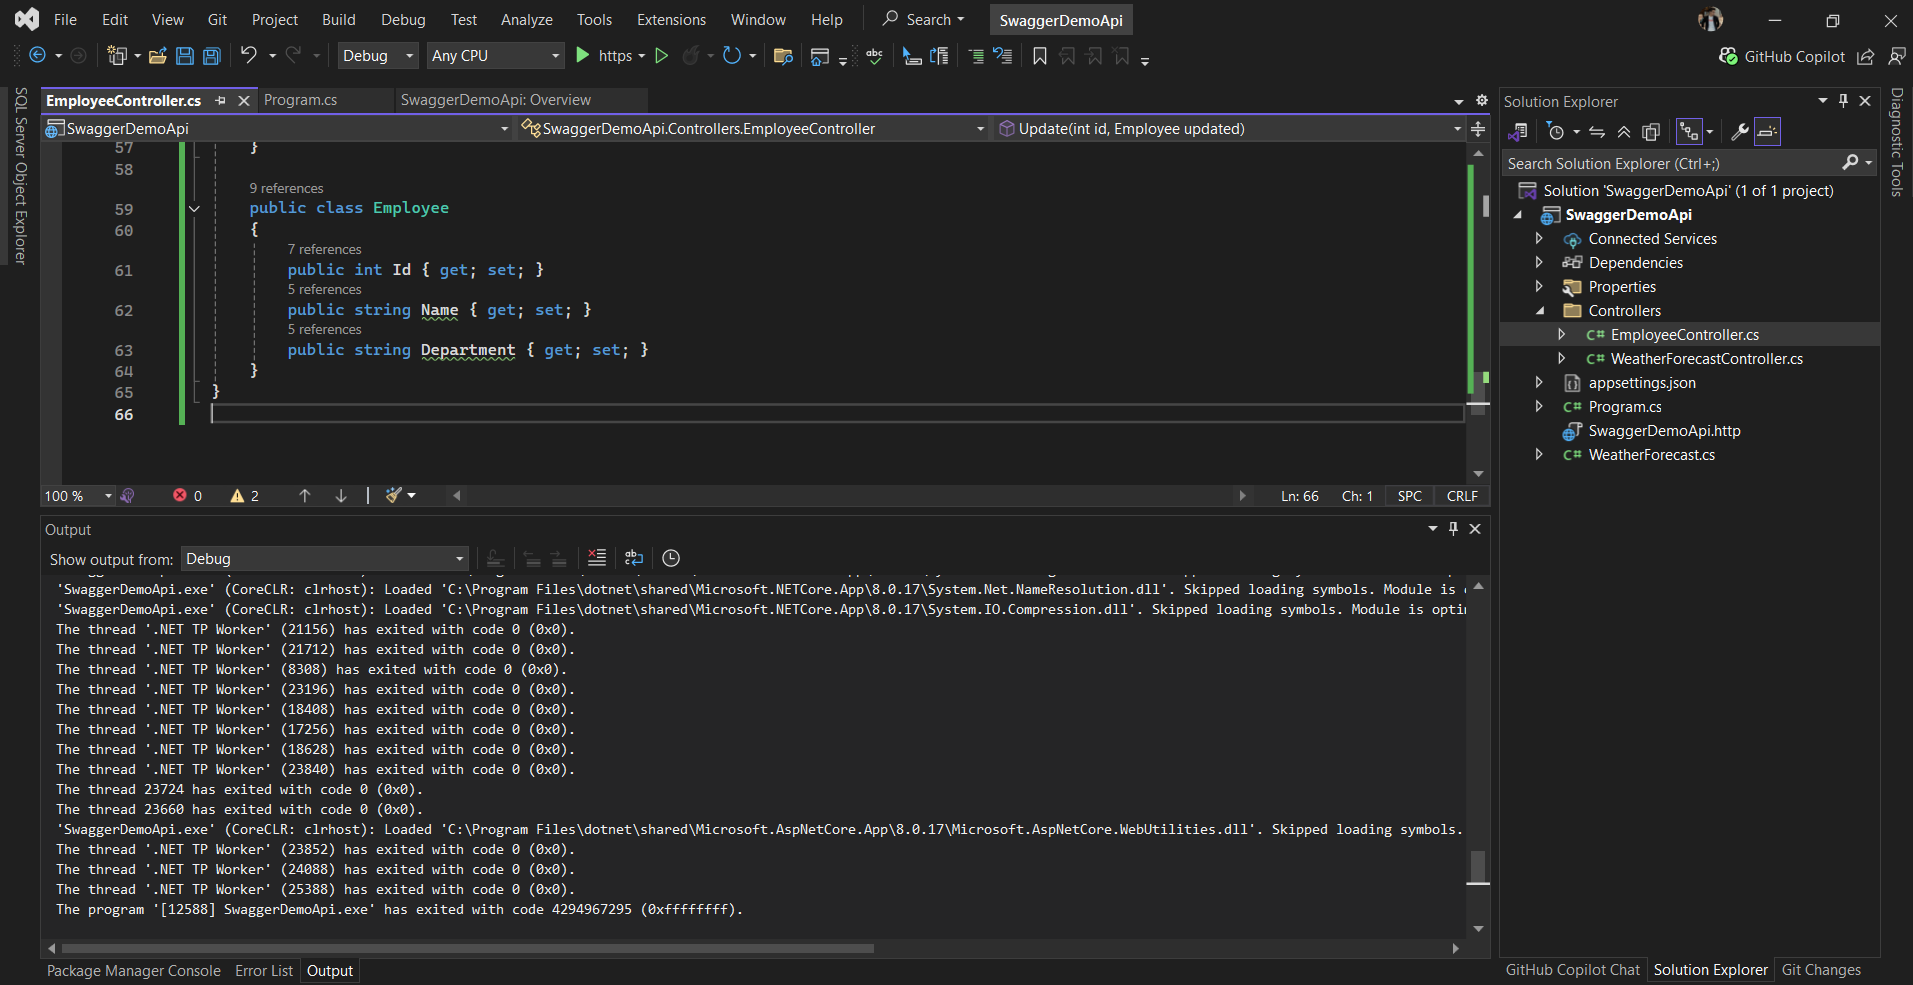 File Edit View Git Project Build Debug Test Analyze Tools Extensions Window Help Search SwaggerDemoApi
Debug Any CPU https GitHub Copilot
SQL Server Object Explorer
EmployeeController.cs Program.cs SwaggerDemoApi: Overview
SwaggerDemoApi SwaggerDemoApi.Controllers.EmployeeController Update(int id, Employee updated)
57 }
58
9 references
59 public class Employee
60 {
7 references
61 public int Id { get; set; }
5 references
62 public string Name { get; set; }
5 references
63 public string Department { get; set; }
64 }
65 }
66
100 % 0 2 Ln: 66 Ch: 1 SPC CRLF
Output
Show output from: Debug
'SwaggerDemoApi.exe' (CoreCLR: clrhost): Loaded 'C:\Program Files\dotnet\shared\Microsoft.NETCore.App\8.0.17\System.Net.NameResolution.dll'. Skipped loading symbols. Module is
'SwaggerDemoApi.exe' (CoreCLR: clrhost): Loaded 'C:\Program Files\dotnet\shared\Microsoft.NETCore.App\8.0.17\System.IO.Compression.dll'. Skipped loading symbols. Module is opti
The thread '.NET TP Worker' (21156) has exited with code 0 (0x0).
The thread '.NET TP Worker' (21712) has exited with code 0 (0x0).
The thread '.NET TP Worker' (8308) has exited with code 0 (0x0).
The thread '.NET TP Worker' (23196) has exited with code 0 (0x0).
The thread '.NET TP Worker' (18408) has exited with code 0 (0x0).
The thread '.NET TP Worker' (17256) has exited with code 0 (0x0).
The thread '.NET TP Worker' (18628) has exited with code 0 (0x0).
The thread '.NET TP Worker' (23840) has exited with code 0 (0x0).
The thread 23724 has exited with code 0 (0x0).
The thread 23660 has exited with code 0 (0x0).
'SwaggerDemoApi.exe' (CoreCLR: clrhost): Loaded 'C:\Program Files\dotnet\shared\Microsoft.AspNetCore.App\8.0.17\Microsoft.AspNetCore.WebUtilities.dll'. Skipped loading symbols.
The thread '.NET TP Worker' (23852) has exited with code 0 (0x0).
The thread '.NET TP Worker' (24088) has exited with code 0 (0x0).
The thread '.NET TP Worker' (25388) has exited with code 0 (0x0).
The program '[12588] SwaggerDemoApi.exe' has exited with code 4294967295 (0xffffffff).
Package Manager Console Error List Output
Solution Explorer
Search Solution Explorer (Ctrl+;)
Solution 'SwaggerDemoApi' (1 of 1 project)
SwaggerDemoApi
Connected Services
Dependencies
Properties
Controllers
C# EmployeeController.cs
C# WeatherForecastController.cs
appsettings.json
C# Program.cs
SwaggerDemoApi.http
C# WeatherForecast.cs
GitHub Copilot Chat Solution Explorer Git Changes
Diagnostic Tools